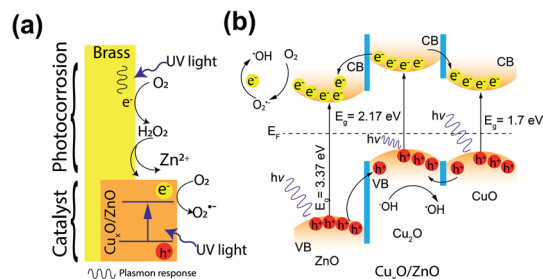 (a)
Brass
UV light
O₂
e⁻
H₂O₂
Zn²⁺
Photocorrosion
Catalyst
CuₓO/ZnO
e⁻
O₂
O₂•⁻
UV light
h⁺
Plasmon response
(b)
CB
•OH
O₂
e⁻
O₂•⁻
e⁻ e⁻ e⁻ e⁻
CB
e⁻
e⁻ e⁻ e⁻ e⁻
CB
e⁻ e⁻ e⁻ e⁻
E_g = 2.17 eV
E_g = 1.7 eV
E_F
hν
hν
hν
E_g = 3.37 eV
h⁺ h⁺ h⁺ h⁺
h⁺ h⁺ h⁺ h⁺
VB
CuO
⁻OH
•OH
h⁺ h⁺ h⁺ h⁺
VB
Cu₂O
ZnO
CuₓO/ZnO